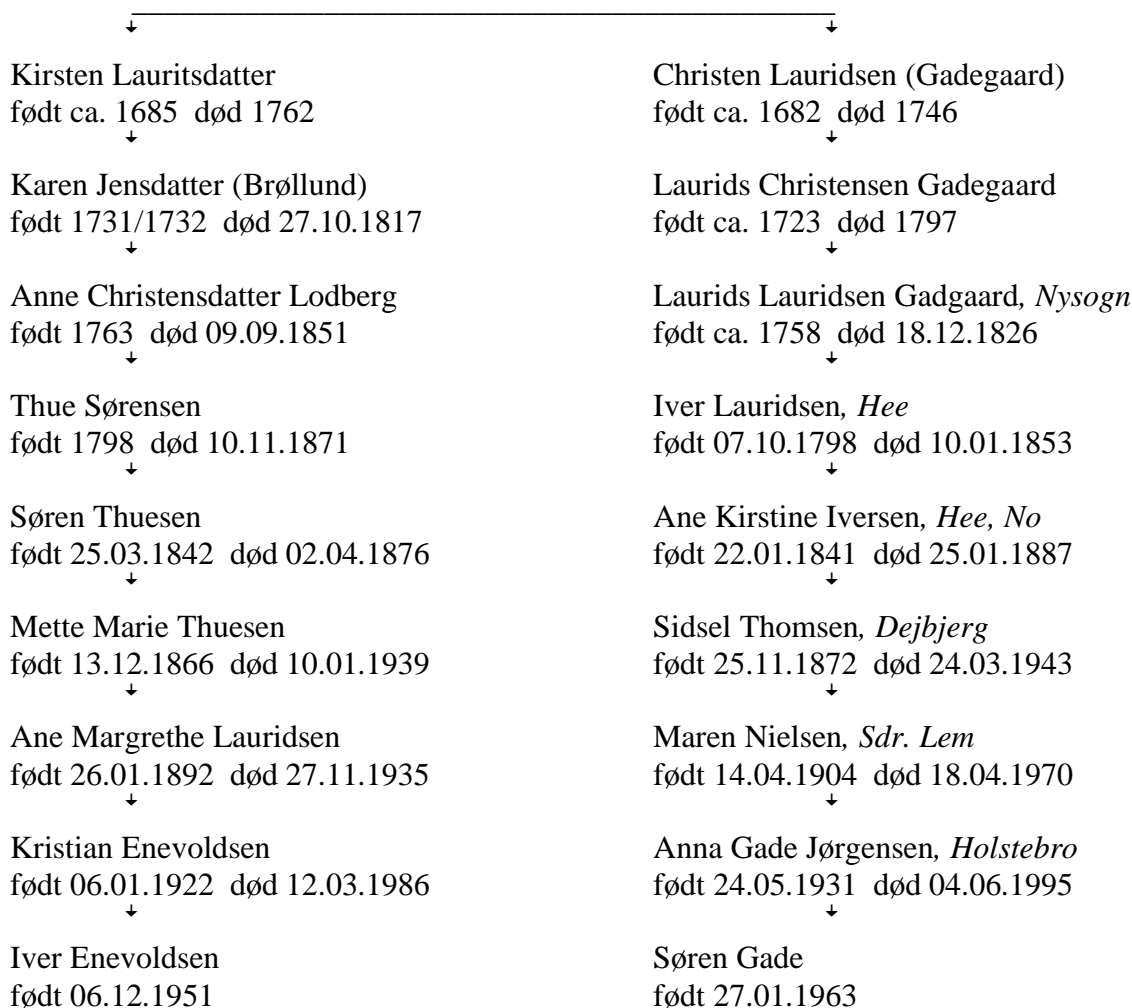 Kirsten Lauritsdatter
født ca. 1685  død 1762
Christen Lauridsen (Gadegaard)
født ca. 1682  død 1746
Karen Jensdatter (Brøllund)
født 1731/1732  død 27.10.1817
Laurids Christensen Gadegaard
født ca. 1723  død 1797
Anne Christensdatter Lodberg
født 1763  død 09.09.1851
Laurids Lauridsen Gadgaard, Nysogn
født ca. 1758  død 18.12.1826
Thue Sørensen
født 1798  død 10.11.1871
Iver Lauridsen, Hee
født 07.10.1798  død 10.01.1853
Søren Thuesen
født 25.03.1842  død 02.04.1876
Ane Kirstine Iversen, Hee, No
født 22.01.1841  død 25.01.1887
Mette Marie Thuesen
født 13.12.1866  død 10.01.1939
Sidsel Thomsen, Dejbjerg
født 25.11.1872  død 24.03.1943
Ane Margrethe Lauridsen
født 26.01.1892  død 27.11.1935
Maren Nielsen, Sdr. Lem
født 14.04.1904  død 18.04.1970
Kristian Enevoldsen
født 06.01.1922  død 12.03.1986
Anna Gade Jørgensen, Holstebro
født 24.05.1931  død 04.06.1995
Iver Enevoldsen
født 06.12.1951
Søren Gade
født 27.01.1963